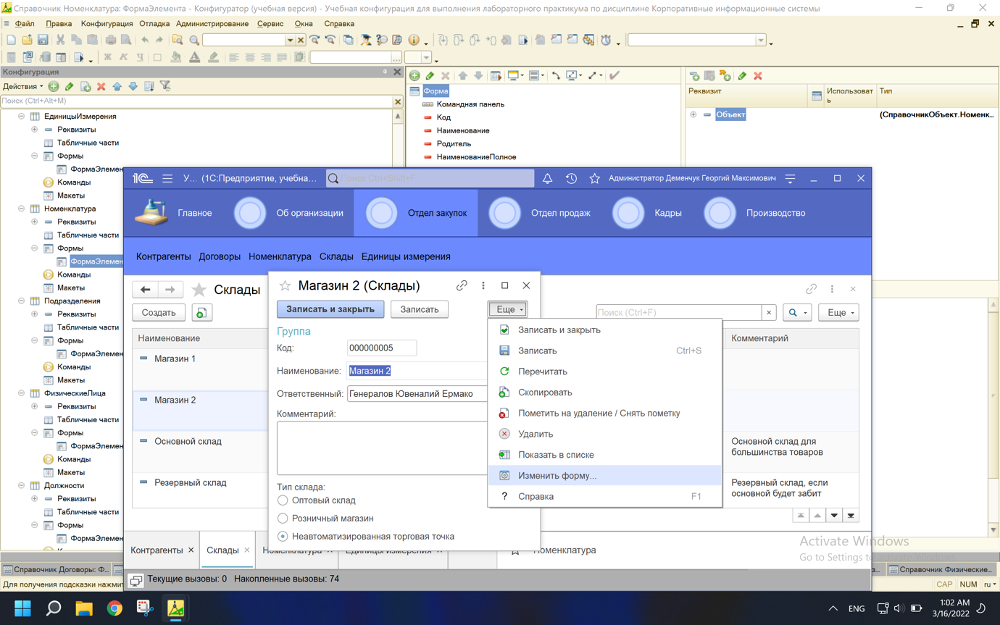 Справочник Номенклатура: ФормаЭлемента - Конфигуратор (учебная версия) - Учебная конфигурация для выполнения лабораторного практикума по дисциплине Корпоративные информационные системы
Файл Правка Конфигурация Отладка Администрирование Сервис Окна Справка
Ж К Ч
Конфигурация
Действия
Поиск (Ctrl+Alt+M)
ЕдиницыИзмерения
Реквизиты
Табличные части
Формы
ФормаЭлемен
Команды
Макеты
Номенклатура
Реквизиты
Табличные части
Формы
ФормаЭлемен
Команды
Макеты
Подразделения
Реквизиты
Табличные части
Формы
ФормаЭлемен
Команды
Макеты
ФизическиеЛица
Реквизиты
Табличные части
Формы
ФормаЭлемен
Команды
Макеты
Должности
Реквизиты
Табличные части
Формы
ФормаЭлемен
Форма
Командная панель
Код
Наименование
Родитель
НаименованиеПолное
Реквизит Использоват Тип
ь
Объект (СправочникОбъект.Номенк...
1С У... (1С:Предприятие, учебна... Поиск Ctrl+Shift+F Администратор Деменчук Георгий Максимович
Главное Об организации Отдел закупок Отдел продаж Кадры Производство
Контрагенты Договоры Номенклатура Склады Единицы измерения
Склады
Создать Поиск (Ctrl+F) × Еще
Наименование Комментарий
Магазин 1
Магазин 2
Основной склад Основной склад для
большинства товаров
Резервный склад Резервный склад, если
основной будет забит
Магазин 2 (Склады)
Записать и закрыть Записать Еще
Группа
Код: 000000005
Наименование: Магазин 2
Ответственный: Генералов Ювеналий Ермако
Комментарий:
Тип склада:
Оптовый склад
Розничный магазин
Неавтоматизированная торговая точка
Записать и закрыть
Записать Ctrl+S
Перечитать
Скопировать
Пометить на удаление / Снять пометку
Удалить
Показать в списке
Изменить форму...
? Справка F1
Контрагенты × Склады × Номенклатура × Единицы измерения × Номенклатура
Текущие вызовы: 0 Накопленные вызовы: 74
Activate Windows
Go to Settings to activate Windows.
Справочник Договоры: Ф... Справочник Физические...
Для получения подсказки нажмит CAP NUM ru
ENG 1:02 AM
3/16/2022